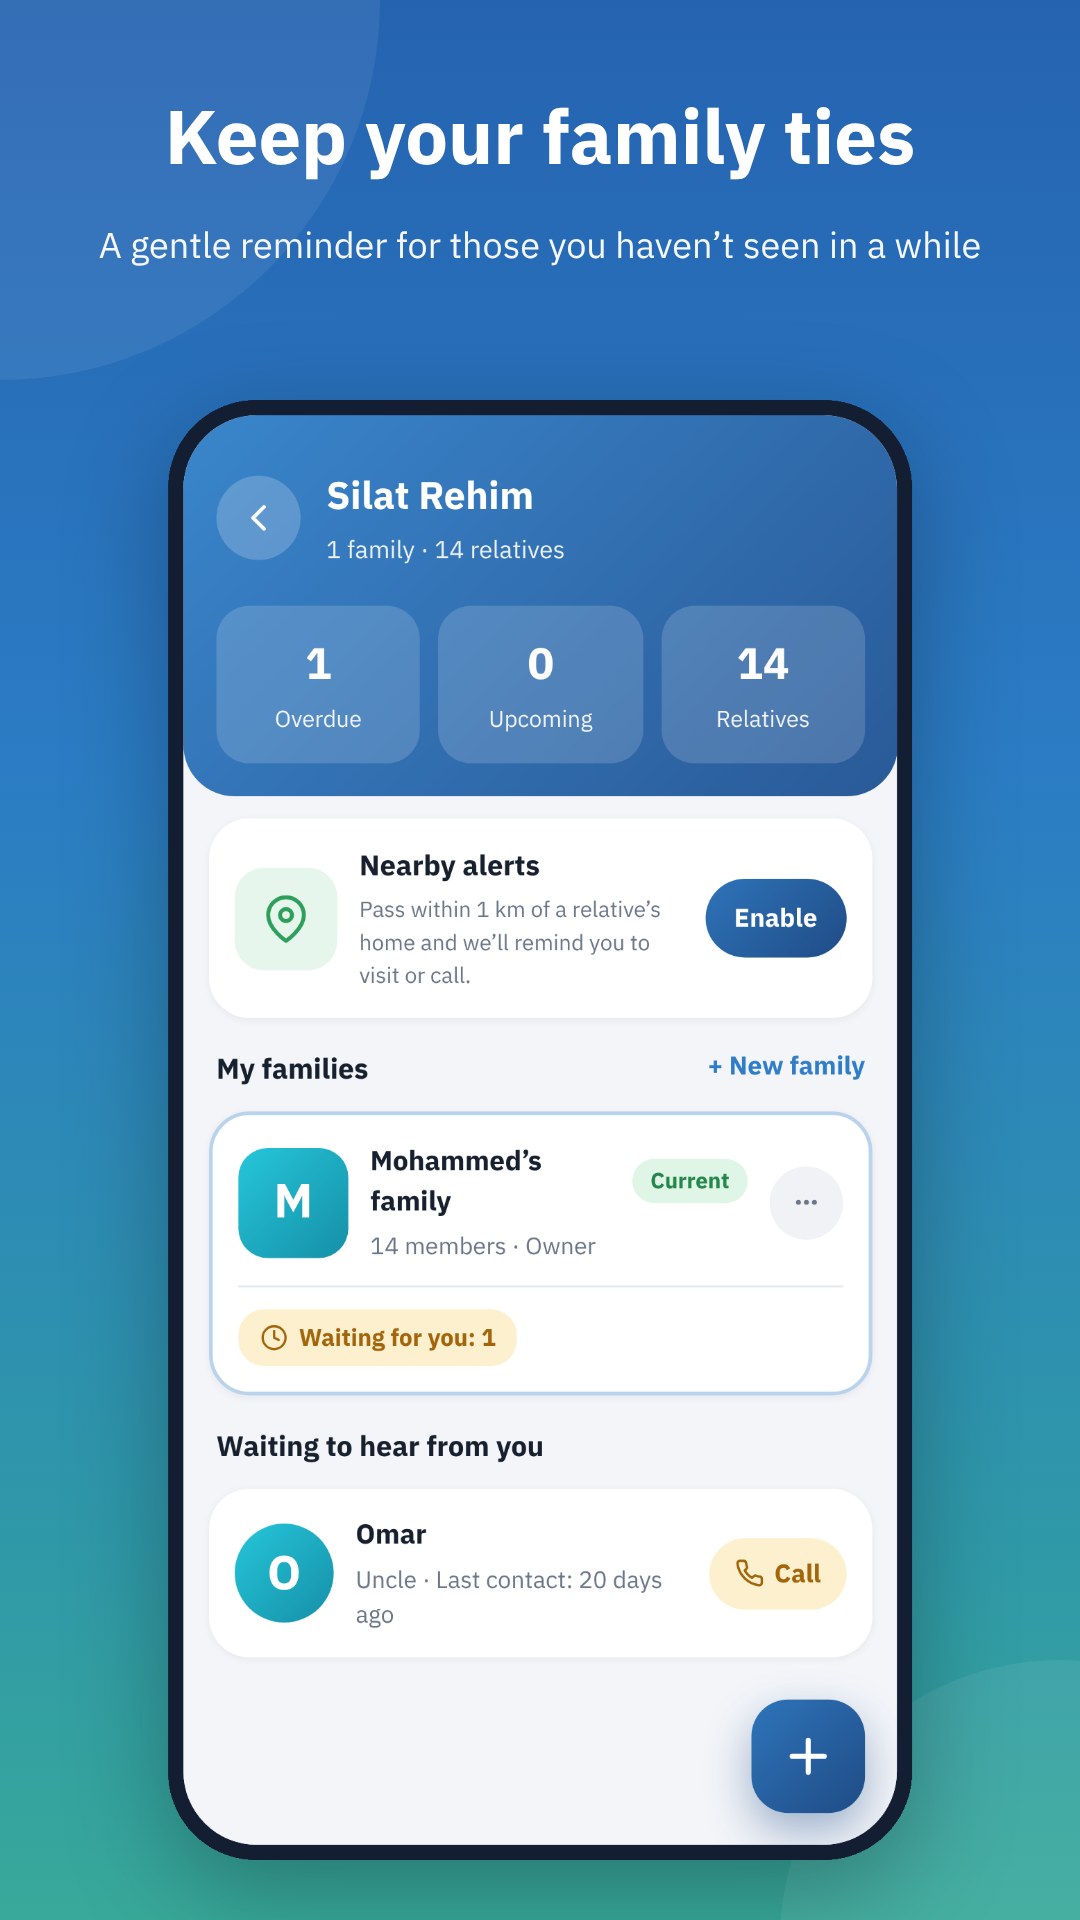 Keep your family ties
A gentle reminder for those you haven’t seen in a while
Silat Rehim
1 family · 14 relatives
1
Overdue
0
Upcoming
14
Relatives
Nearby alerts
Pass within 1 km of a relative’s
home and we’ll remind you to
visit or call.
Enable
My families
+ New family
M
Mohammed’s
family
14 members · Owner
Current
Waiting for you: 1
Waiting to hear from you
O
Omar
Uncle · Last contact: 20 days
ago
Call